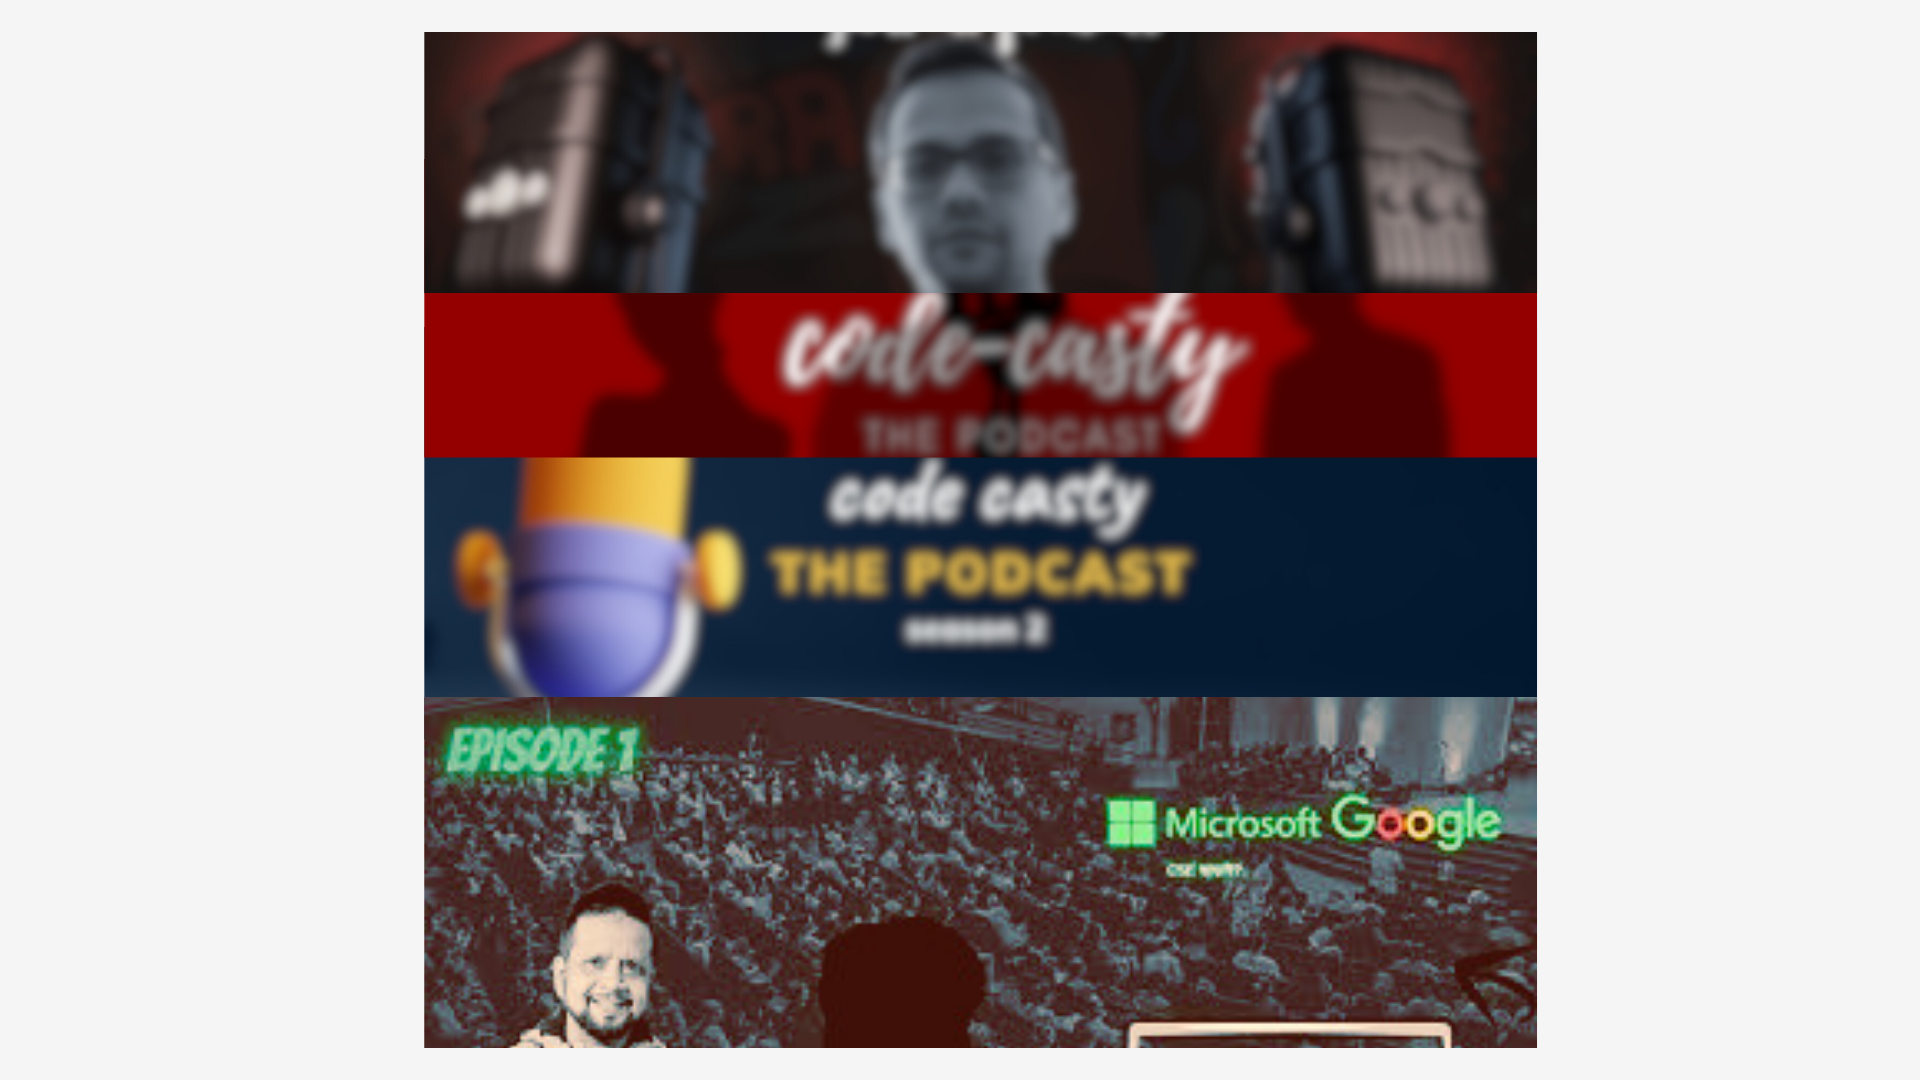 code-casty
THE PODCAST
code casty
THE PODCAST
season 2
EPISODE 1
Microsoft Google